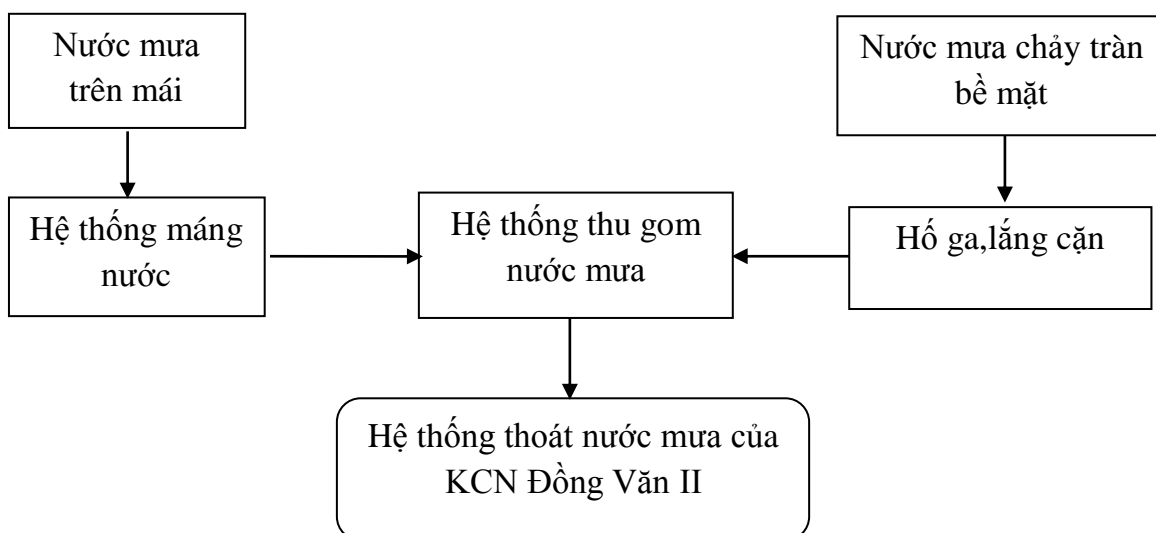 Nước mưa
trên mái
Nước mưa chảy tràn
bề mặt
Hệ thống máng
nước
Hệ thống thu gom
nước mưa
Hố ga,lắng cặn
Hệ thống thoát nước mưa của
KCN Đồng Văn II